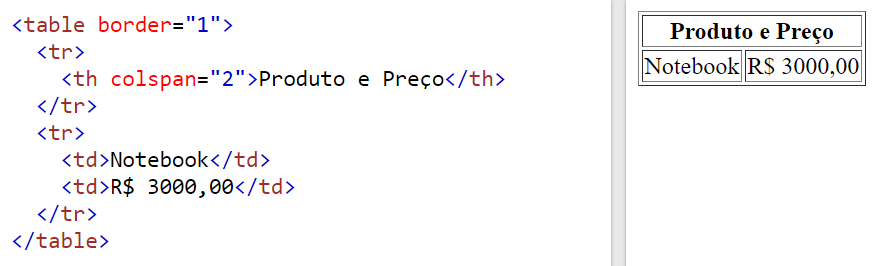 <table border="1">
  <tr>
    <th colspan="2">Produto e Preço</th>
  </tr>
  <tr>
    <td>Notebook</td>
    <td>R$ 3000,00</td>
  </tr>
</table>
Produto e Preço
Notebook R$ 3000,00